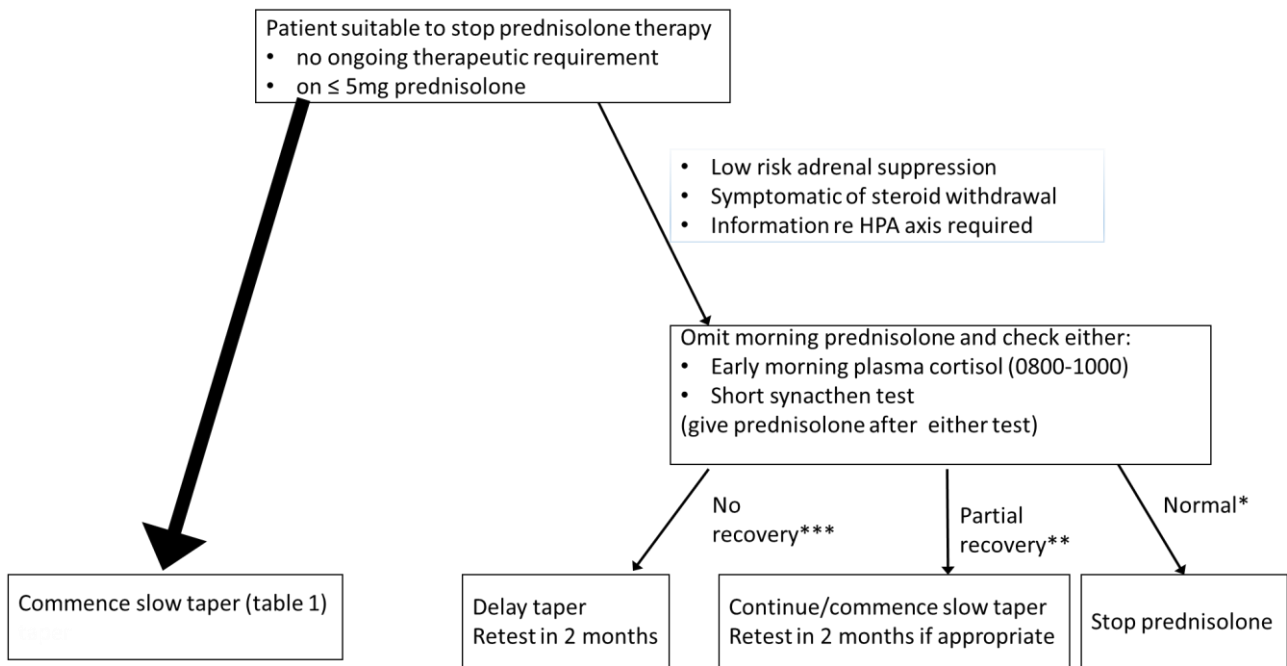 Patient suitable to stop prednisolone therapy
• no ongoing therapeutic requirement
• on ≤ 5mg prednisolone
• Low risk adrenal suppression
• Symptomatic of steroid withdrawal
• Information re HPA axis required
Omit morning prednisolone and check either:
• Early morning plasma cortisol (0800-1000)
• Short synacthen test
(give prednisolone after either test)
No
recovery***
Partial
recovery**
Normal*
Commence slow taper (table 1)
Delay taper
Retest in 2 months
Continue/commence slow taper
Retest in 2 months if appropriate
Stop prednisolone